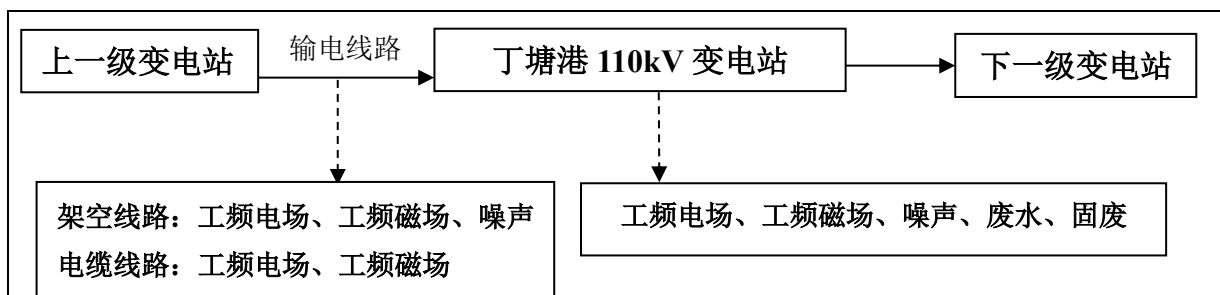 上一级变电站
输电线路
丁塘港 110kV 变电站
下一级变电站
架空线路：工频电场、工频磁场、噪声
电缆线路：工频电场、工频磁场
工频电场、工频磁场、噪声、废水、固废